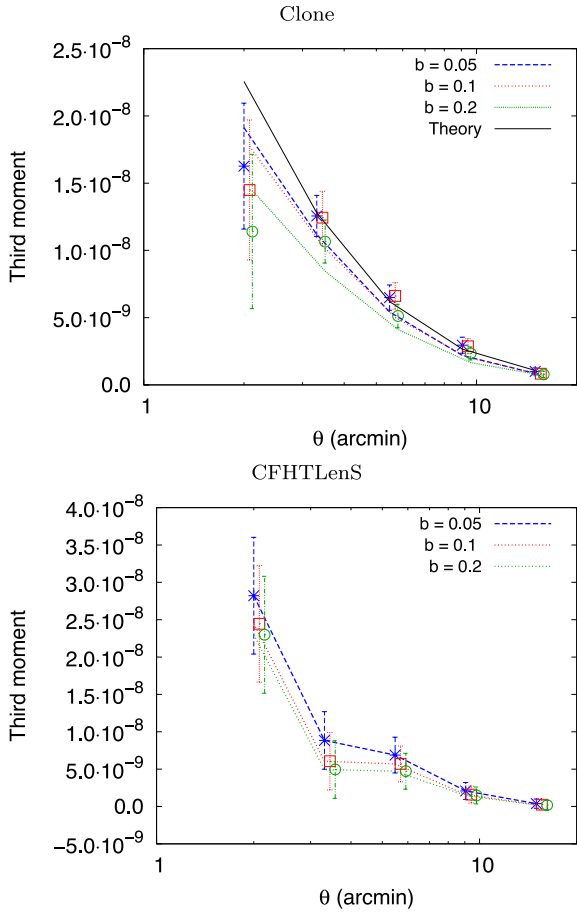 Clone
2.5·10⁻⁸
2.0·10⁻⁸
1.5·10⁻⁸
1.0·10⁻⁸
5.0·10⁻⁹
0.0
Third moment
b = 0.05
b = 0.1
b = 0.2
Theory
1
10
θ (arcmin)
CFHTLenS
4.0·10⁻⁸
3.5·10⁻⁸
3.0·10⁻⁸
2.5·10⁻⁸
2.0·10⁻⁸
1.5·10⁻⁸
1.0·10⁻⁸
5.0·10⁻⁹
0.0
−5.0·10⁻⁹
Third moment
b = 0.05
b = 0.1
b = 0.2
1
10
θ (arcmin)